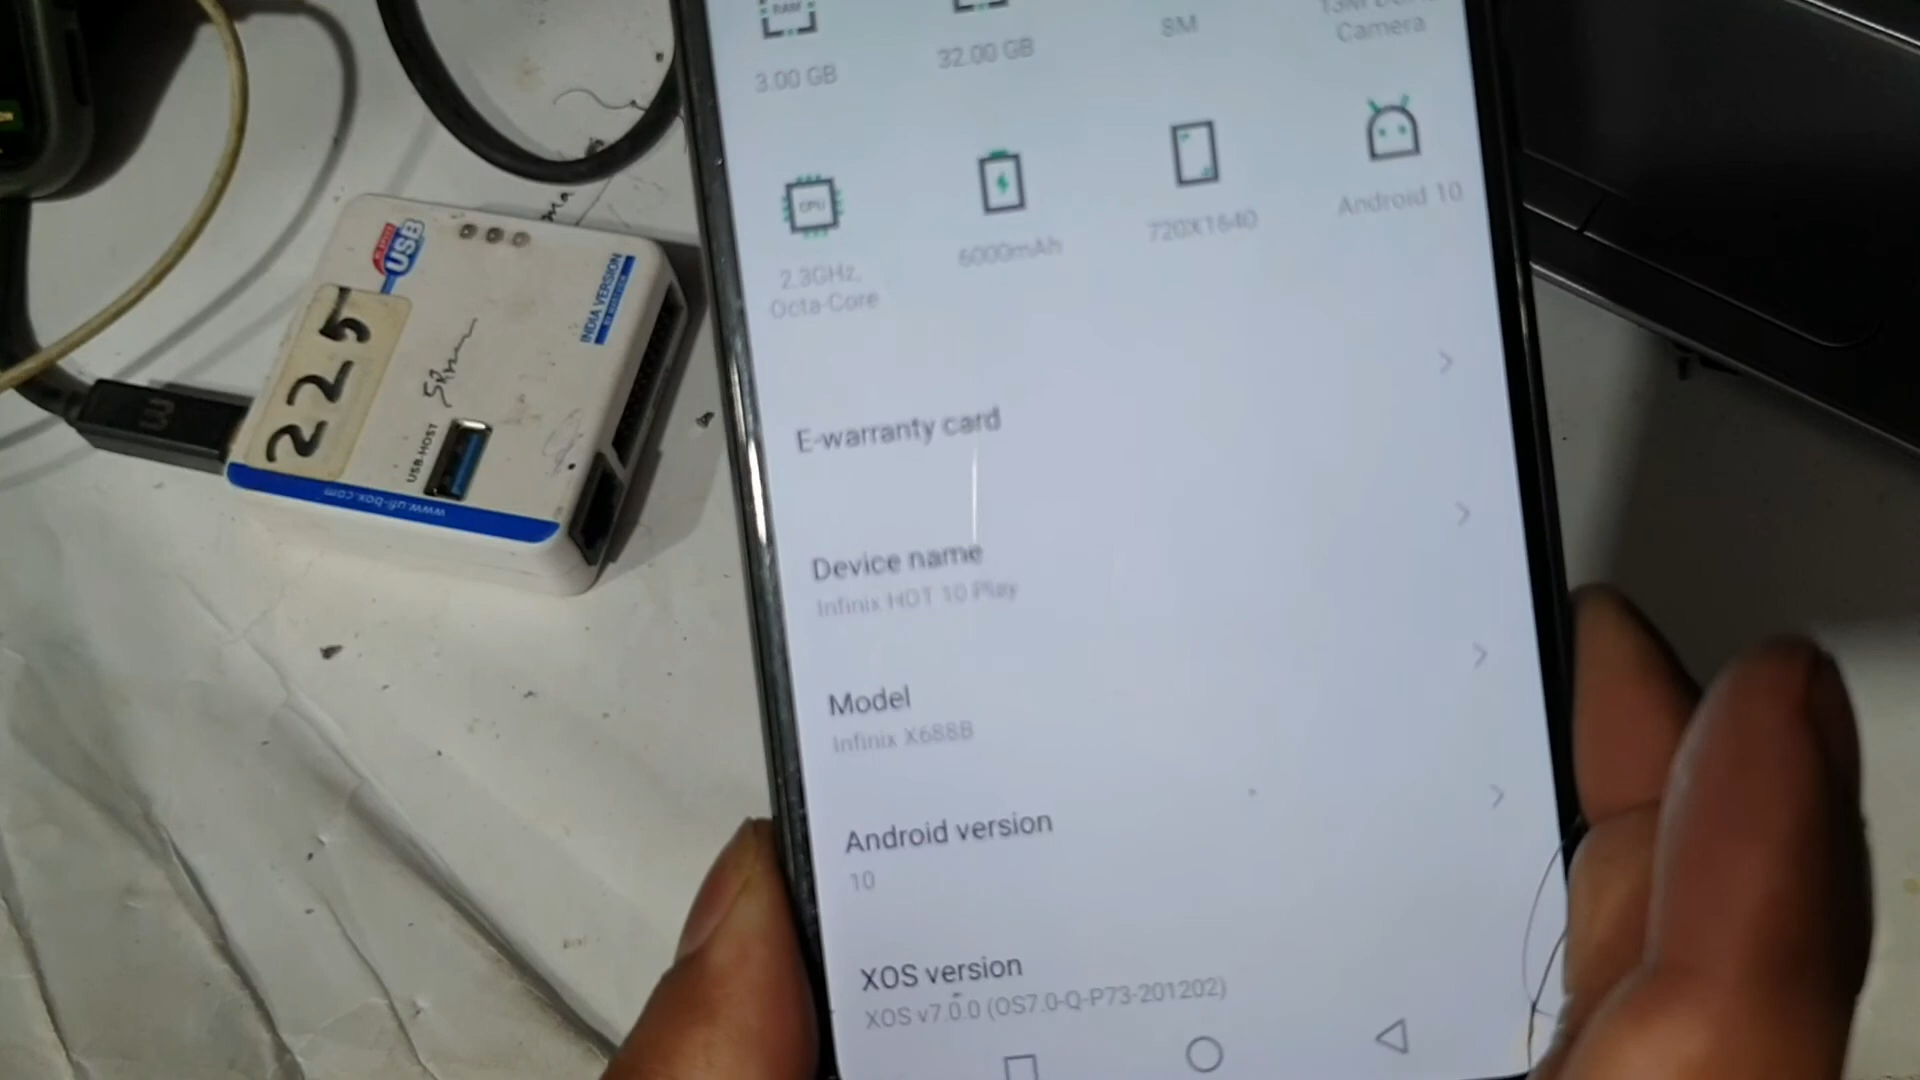 RAM
3.00 GB
32.00 GB
8M
Camera
CPU
2.3GHz,
Octa-Core
6000mAh
720X1640
Android 10
E-warranty card
Device name
Infinix HOT 10 Play
Model
Infinix X688B
Android version
10
XOS version
XOS v7.0.0 (OS7.0-Q-P73-201202)
USB
INDIA VERSION
225
USB-HOST
www.ufi-box.com